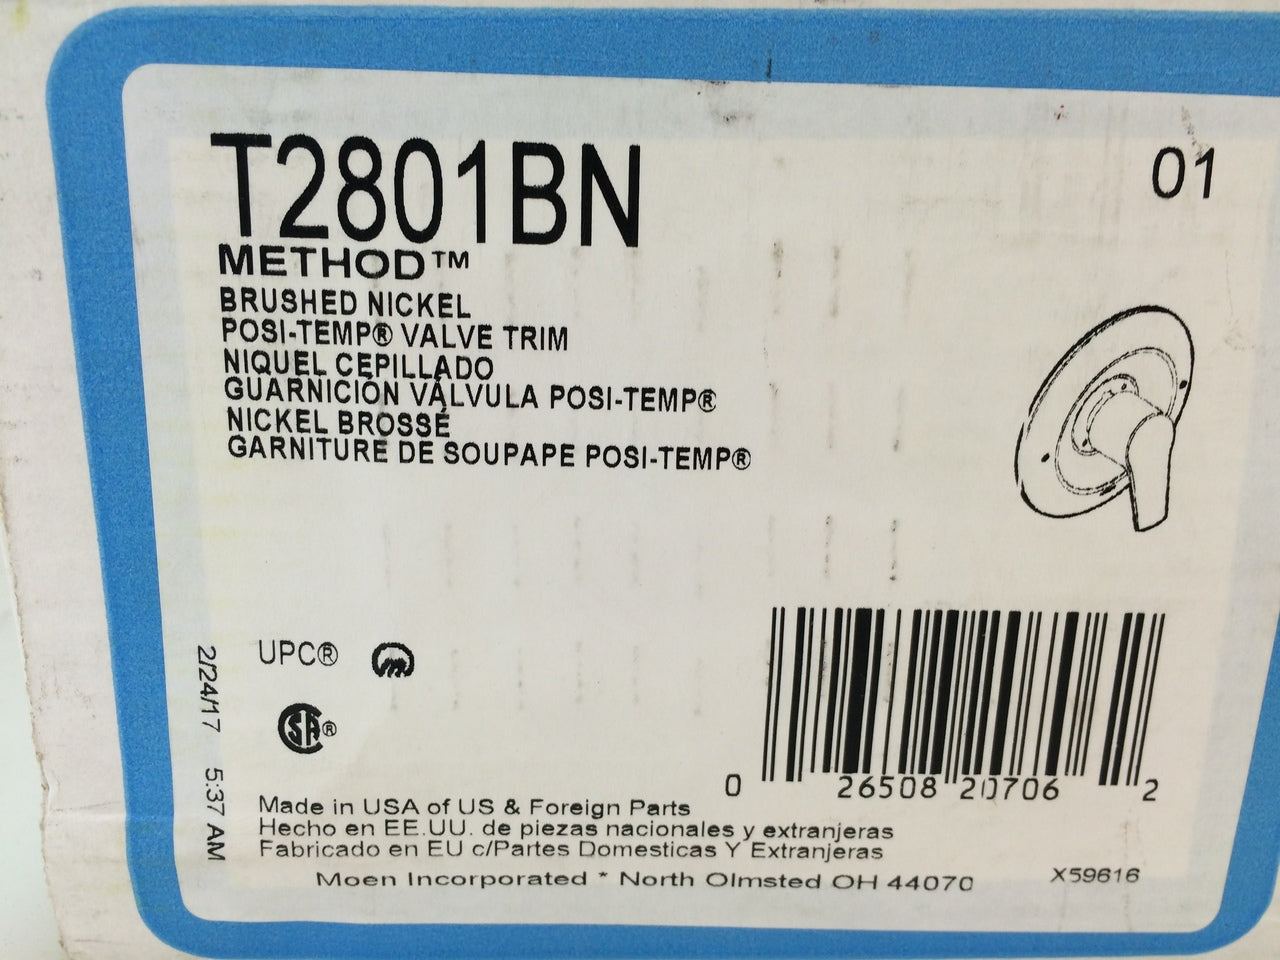 T2801BN
01
METHOD™
BRUSHED NICKEL
POSI-TEMP® VALVE TRIM
NIQUEL CEPILLADO
GUARNICIÓN VÁLVULA POSI-TEMP®
NICKEL BROSSÉ
GARNITURE DE SOUPAPE POSI-TEMP®
UPC®
SA®
2/24/17 5:37 AM
0 26508 20706 2
Made in USA of US & Foreign Parts
Hecho en EE.UU. de piezas nacionales y extranjeras
Fabricado en EU c/Partes Domesticas Y Extranjeras
Moen Incorporated * North Olmsted OH 44070
X59616